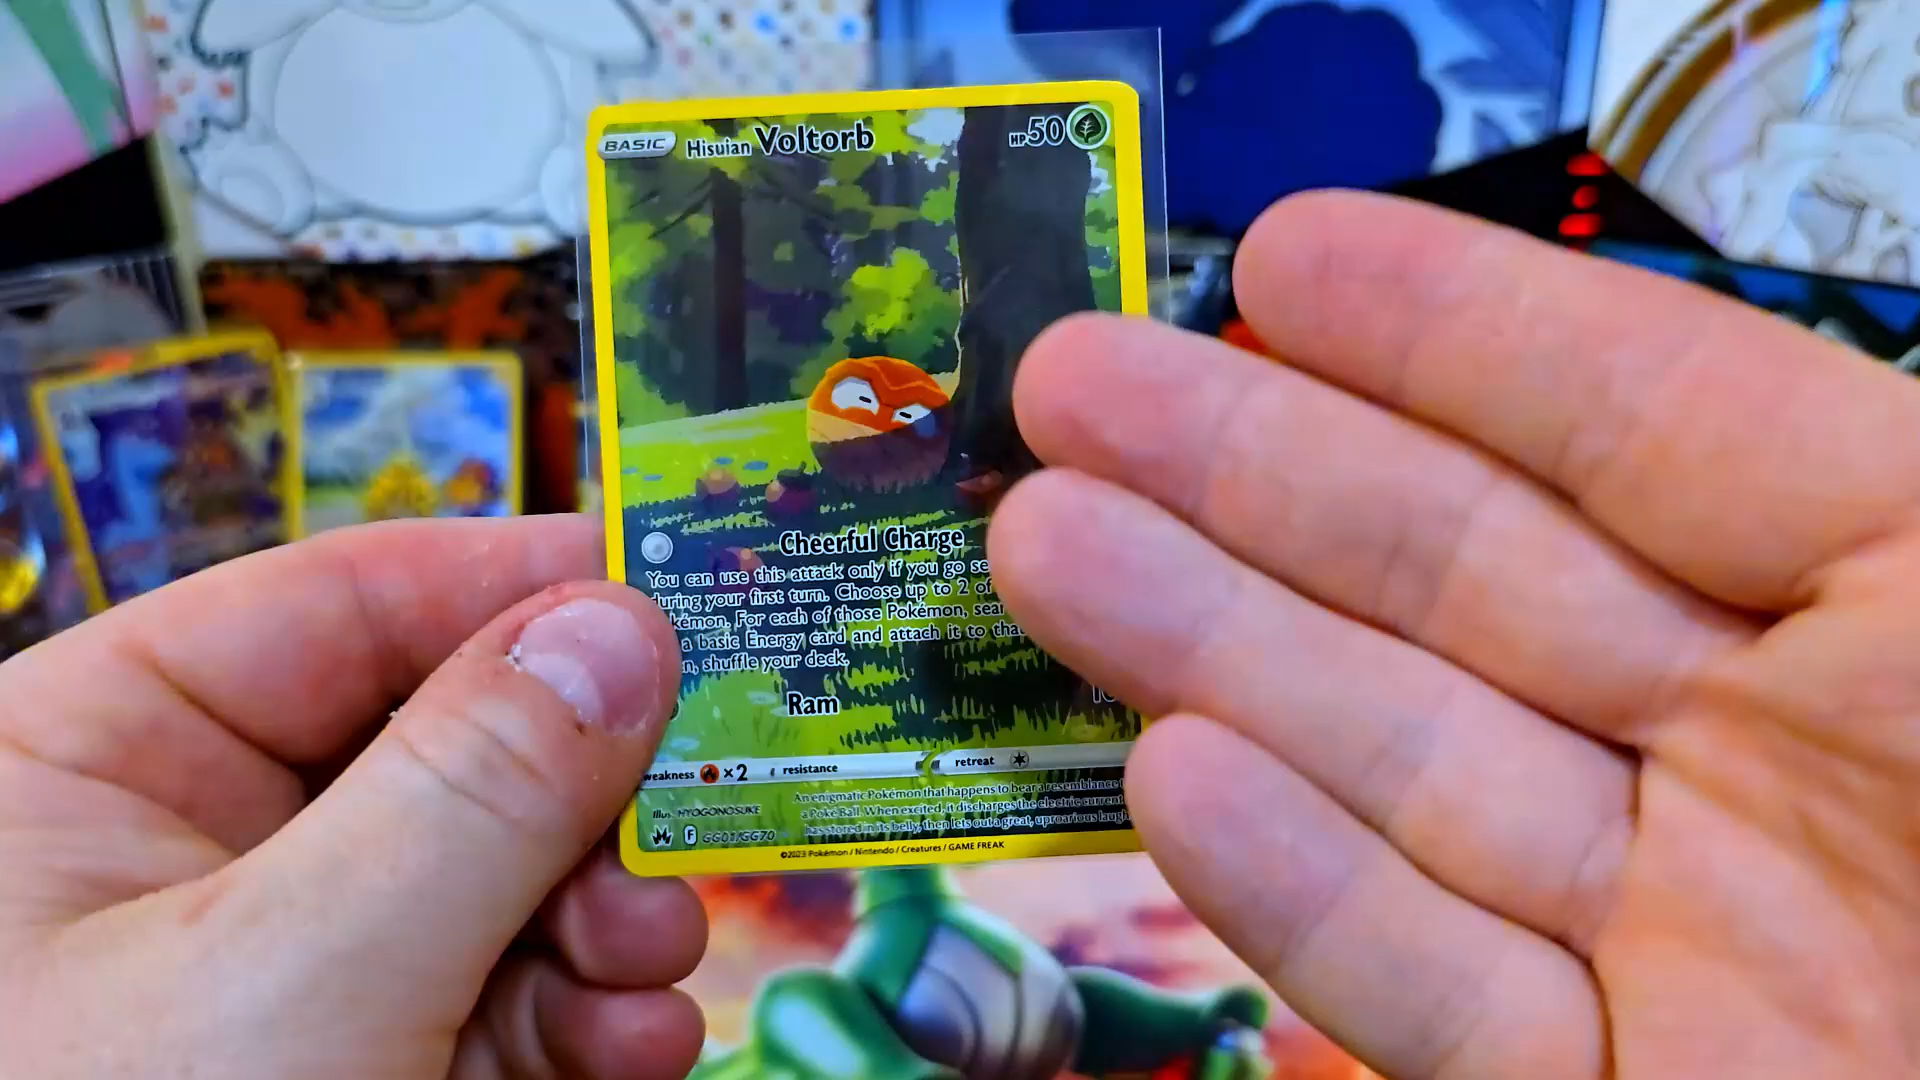 BASIC Hisuian Voltorb HP 50
Cheerful Charge
You can use this attack only if you go se
during your first turn. Choose up to 2 of
kémon. For each of those Pokémon, sear
a basic Energy card and attach it to that
n, shuffle your deck.
Ram 10
weakness ×2 resistance retreat
An enigmatic Pokémon that happens to bear a resemblance t
Illus. HYOGONOSUKE a Poké Ball. When excited, it discharges the electric current
F GG01/GG70 has stored in its belly, then lets out a great, uproarious laugh
©2023 Pokémon / Nintendo / Creatures / GAME FREAK